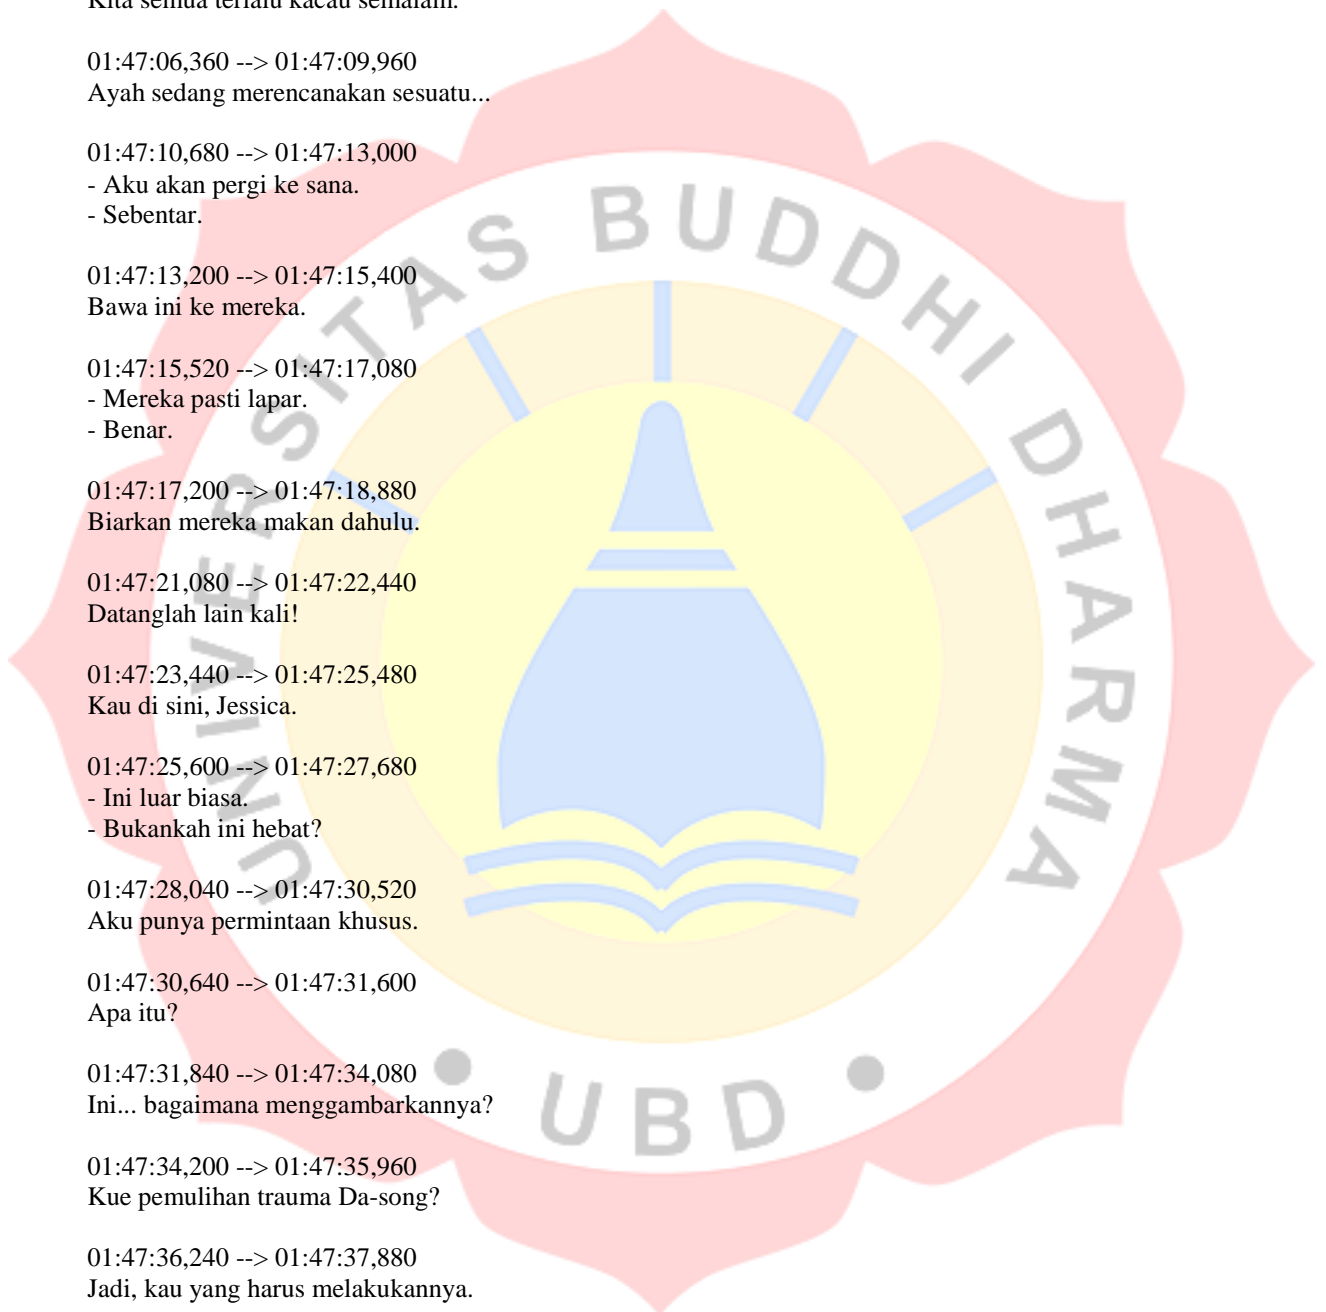 Kita semua terlalu kacau semalam.
01:47:06,360 --> 01:47:09,960
Ayah sedang merencanakan sesuatu...
01:47:10,680 --> 01:47:13,000
- Aku akan pergi ke sana.
- Sebentar.
01:47:13,200 --> 01:47:15,400
Bawa ini ke mereka.
01:47:15,520 --> 01:47:17,080
- Mereka pasti lapar.
- Benar.
01:47:17,200 --> 01:47:18,880
Biarkan mereka makan dahulu.
01:47:21,080 --> 01:47:22,440
Datanglah lain kali!
01:47:23,440 --> 01:47:25,480
Kau di sini, Jessica.
01:47:25,600 --> 01:47:27,680
- Ini luar biasa.
- Bukankah ini hebat?
01:47:28,040 --> 01:47:30,520
Aku punya permintaan khusus.
01:47:30,640 --> 01:47:31,600
Apa itu?
01:47:31,840 --> 01:47:34,080
Ini... bagaimana menggambarkannya?
01:47:34,200 --> 01:47:35,960
Kue pemulihan trauma Da-song?
01:47:36,240 --> 01:47:37,880
Jadi, kau yang harus melakukannya.
UNIVERSITAS BUDDHI DHARMA
UBD